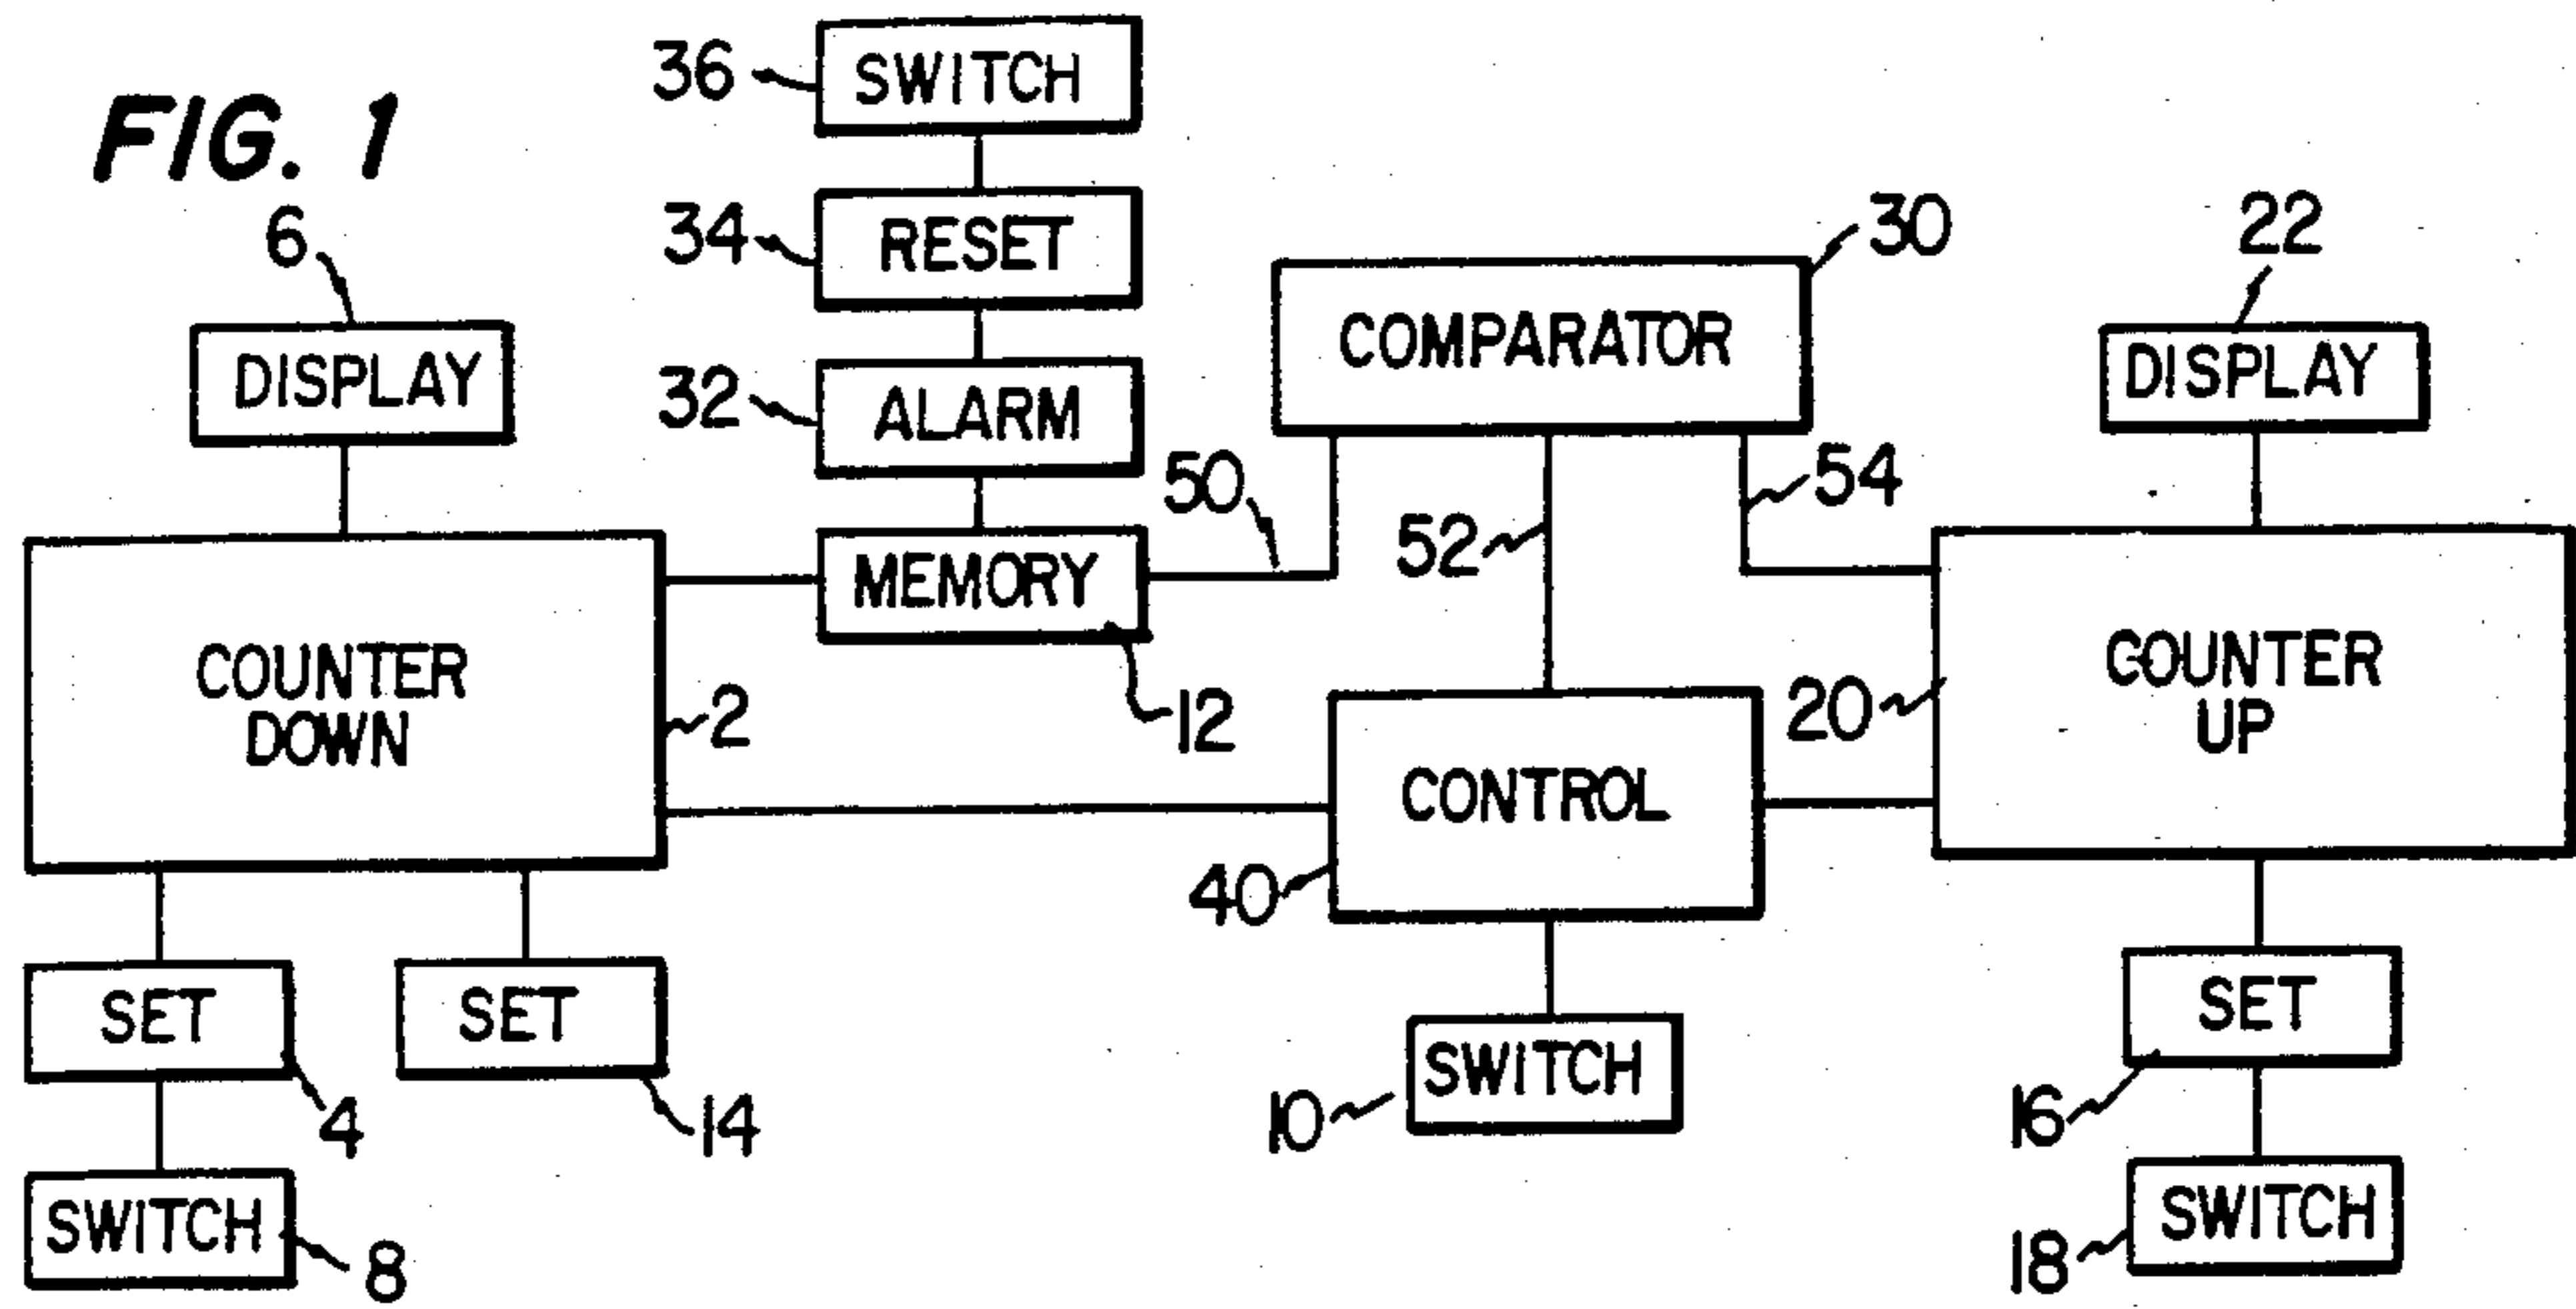 FIG. 1
36
SWITCH
34
RESET
30
22
6
COMPARATOR
DISPLAY
32
ALARM
DISPLAY
50
52
54
MEMORY
12
COUNTER
DOWN
2
20
COUNTER
UP
CONTROL
40
SET
4
SET
14
SWITCH
10
SET
16
SWITCH
8
SWITCH
18